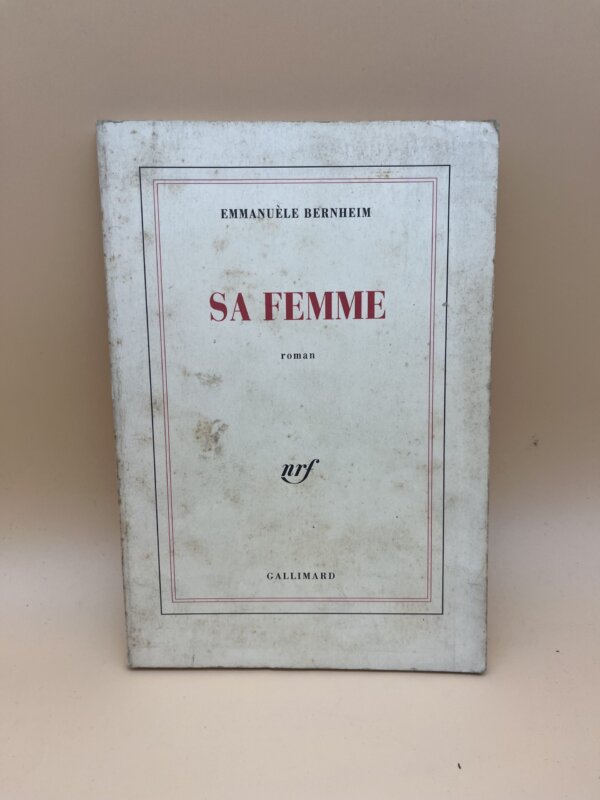 EMMANUÈLE BERNHEIM
SA FEMME
roman
nrf
GALLIMARD